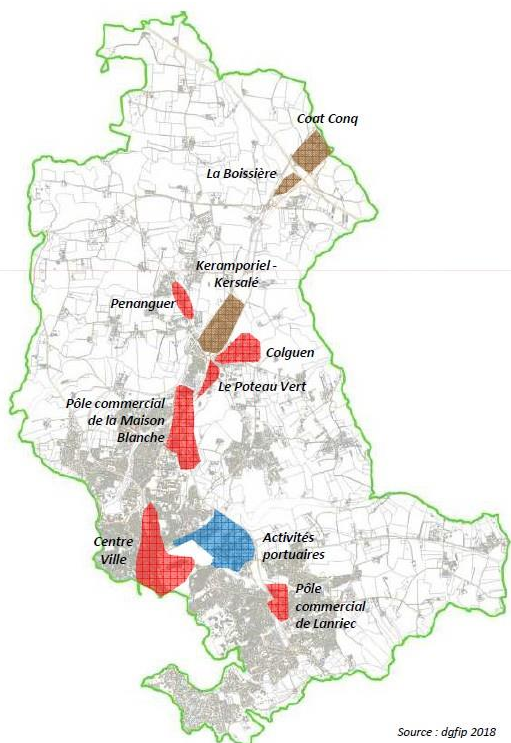 Coat Conq
La Boissière
Keramporiel -
Kersalé
Penanguer
Colguen
Le Poteau Vert
Pôle commercial
de la Maison
Blanche
Centre
Ville
Activités
portuaires
Pôle
commercial
de Lanriec
Source : dgfip 2018